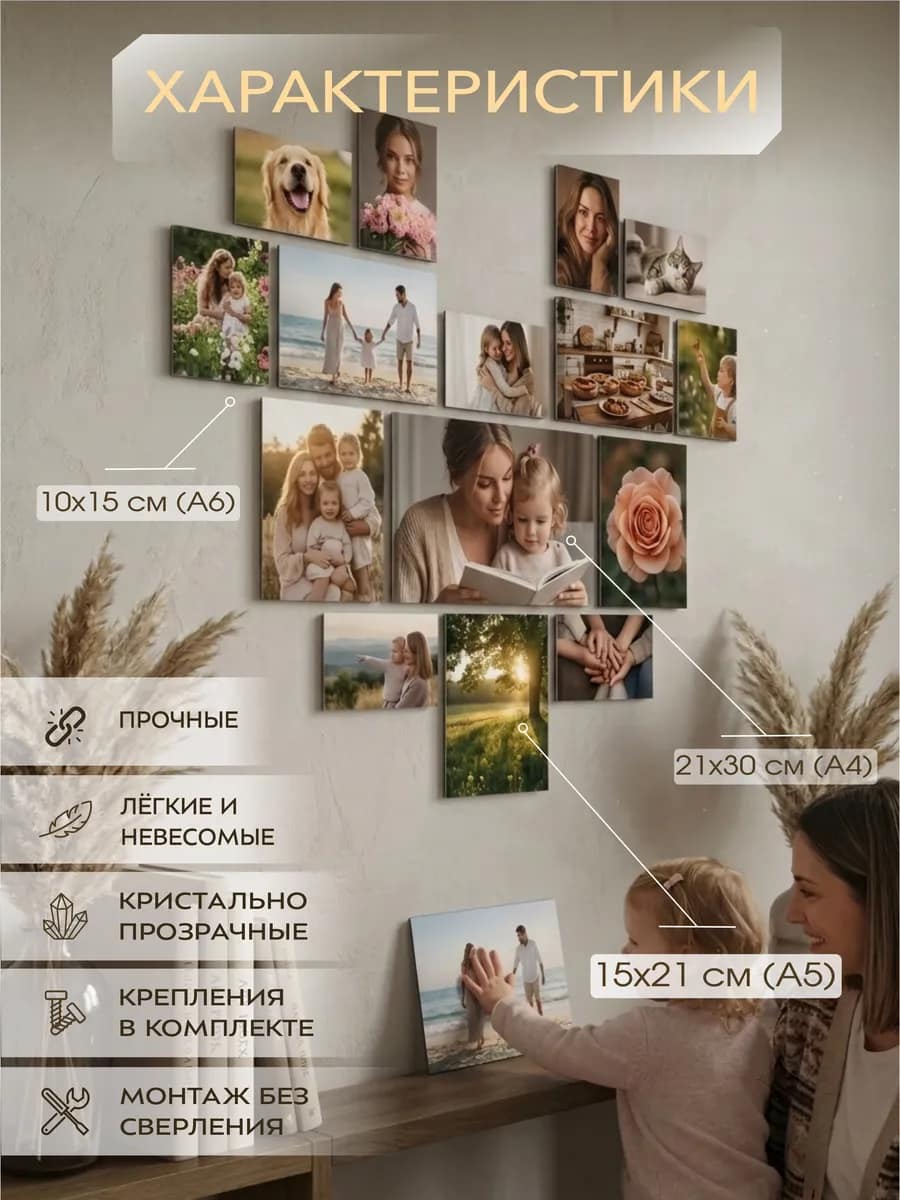 ХАРАКТЕРИСТИКИ
10х15 см (А6)
21х30 см (А4)
15х21 см (А5)
ПРОЧНЫЕ
ЛЁГКИЕ И
НЕВЕСОМЫЕ
КРИСТАЛЬНО
ПРОЗРАЧНЫЕ
КРЕПЛЕНИЯ
В КОМПЛЕКТЕ
МОНТАЖ БЕЗ
СВЕРЛЕНИЯ